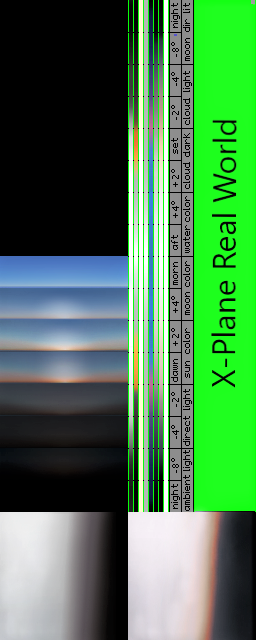 night -8° -4° -2° dawn +2° +4° morn aft +4° +2° set -2° -4° -8° night
ambient light direct light sun color moon color water color cloud dark cloud light moon dir lit
X-Plane Real World